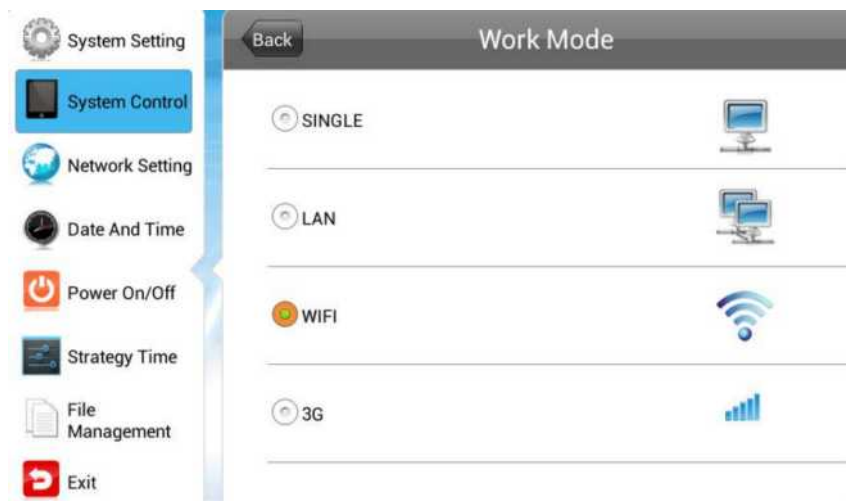 System Setting
System Control
Network Setting
Date And Time
Power On/Off
Strategy Time
File
Management
Exit
Back
Work Mode
SINGLE
LAN
WIFI
3G